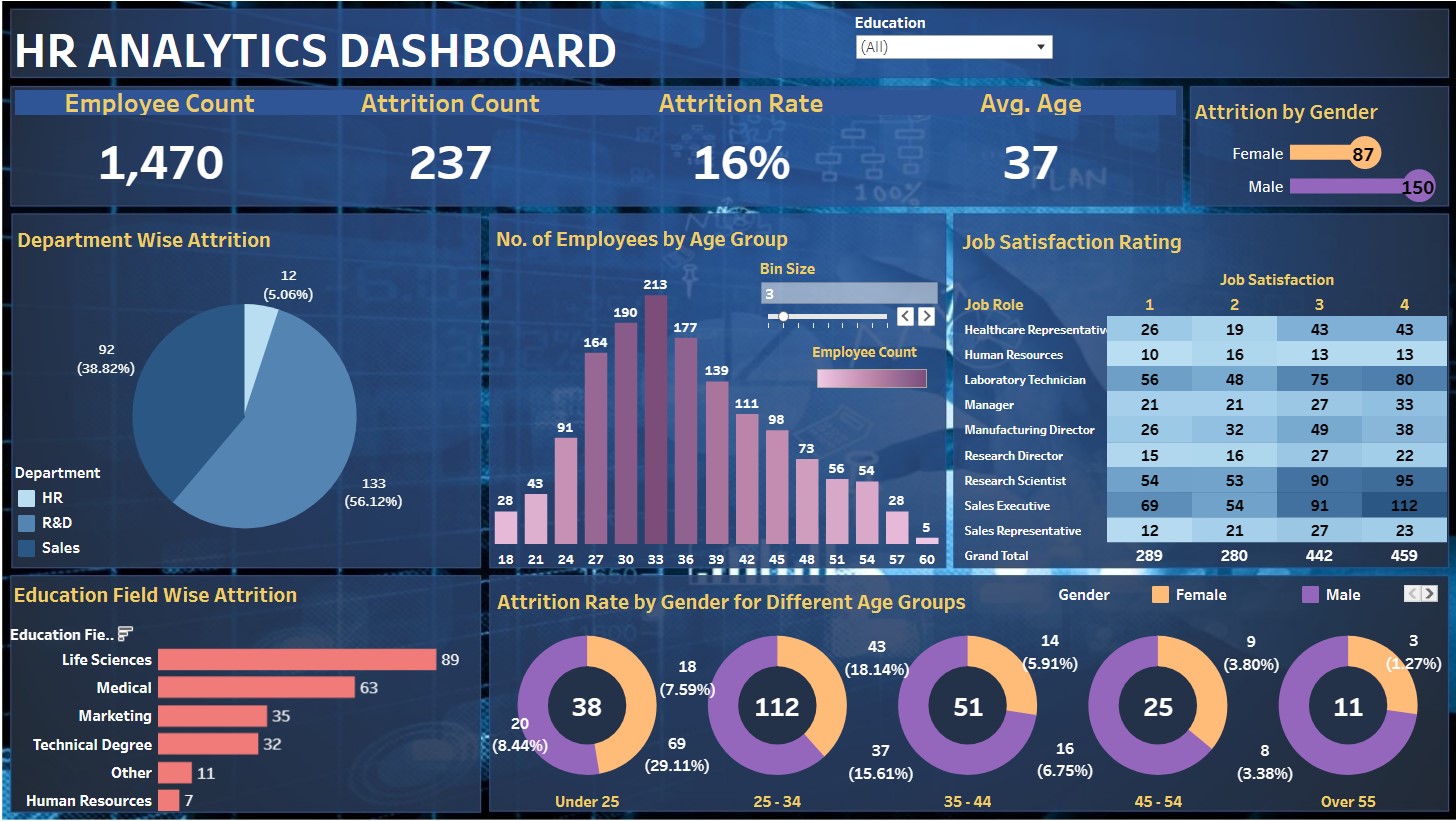 HR ANALYTICS DASHBOARD
Education
(All)
Employee Count
Attrition Count
Attrition Rate
Avg. Age
1,470
237
16%
37
Attrition by Gender
Female 87
Male 150
PLAN
100%
Department Wise Attrition
12
(5.06%)
92
(38.82%)
133
(56.12%)
Department
HR
R&D
Sales
No. of Employees by Age Group
Bin Size
3
Employee Count
28 43 91 164 190 213 177 139 111 98 73 56 54 28 5
18 21 24 27 30 33 36 39 42 45 48 51 54 57 60
Job Satisfaction Rating
Job Satisfaction
Job Role 1 2 3 4
Healthcare Representativ 26 19 43 43
Human Resources 10 16 13 13
Laboratory Technician 56 48 75 80
Manager 21 21 27 33
Manufacturing Director 26 32 49 38
Research Director 15 16 27 22
Research Scientist 54 53 90 95
Sales Executive 69 54 91 112
Sales Representative 12 21 27 23
Grand Total 289 280 442 459
Education Field Wise Attrition
Education Fie..
Life Sciences 89
Medical 63
Marketing 35
Technical Degree 32
Other 11
Human Resources 7
Attrition Rate by Gender for Different Age Groups
Gender Female Male
38
18
(7.59%)
20
(8.44%)
Under 25
112
43
(18.14%)
69
(29.11%)
25 - 34
51
14
(5.91%)
37
(15.61%)
35 - 44
25
9
(3.80%)
16
(6.75%)
45 - 54
11
3
(1.27%)
8
(3.38%)
Over 55